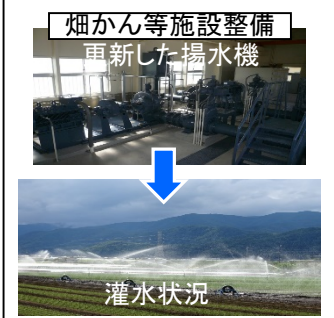 畑かん等施設整備
更新した揚水機
灌水状況